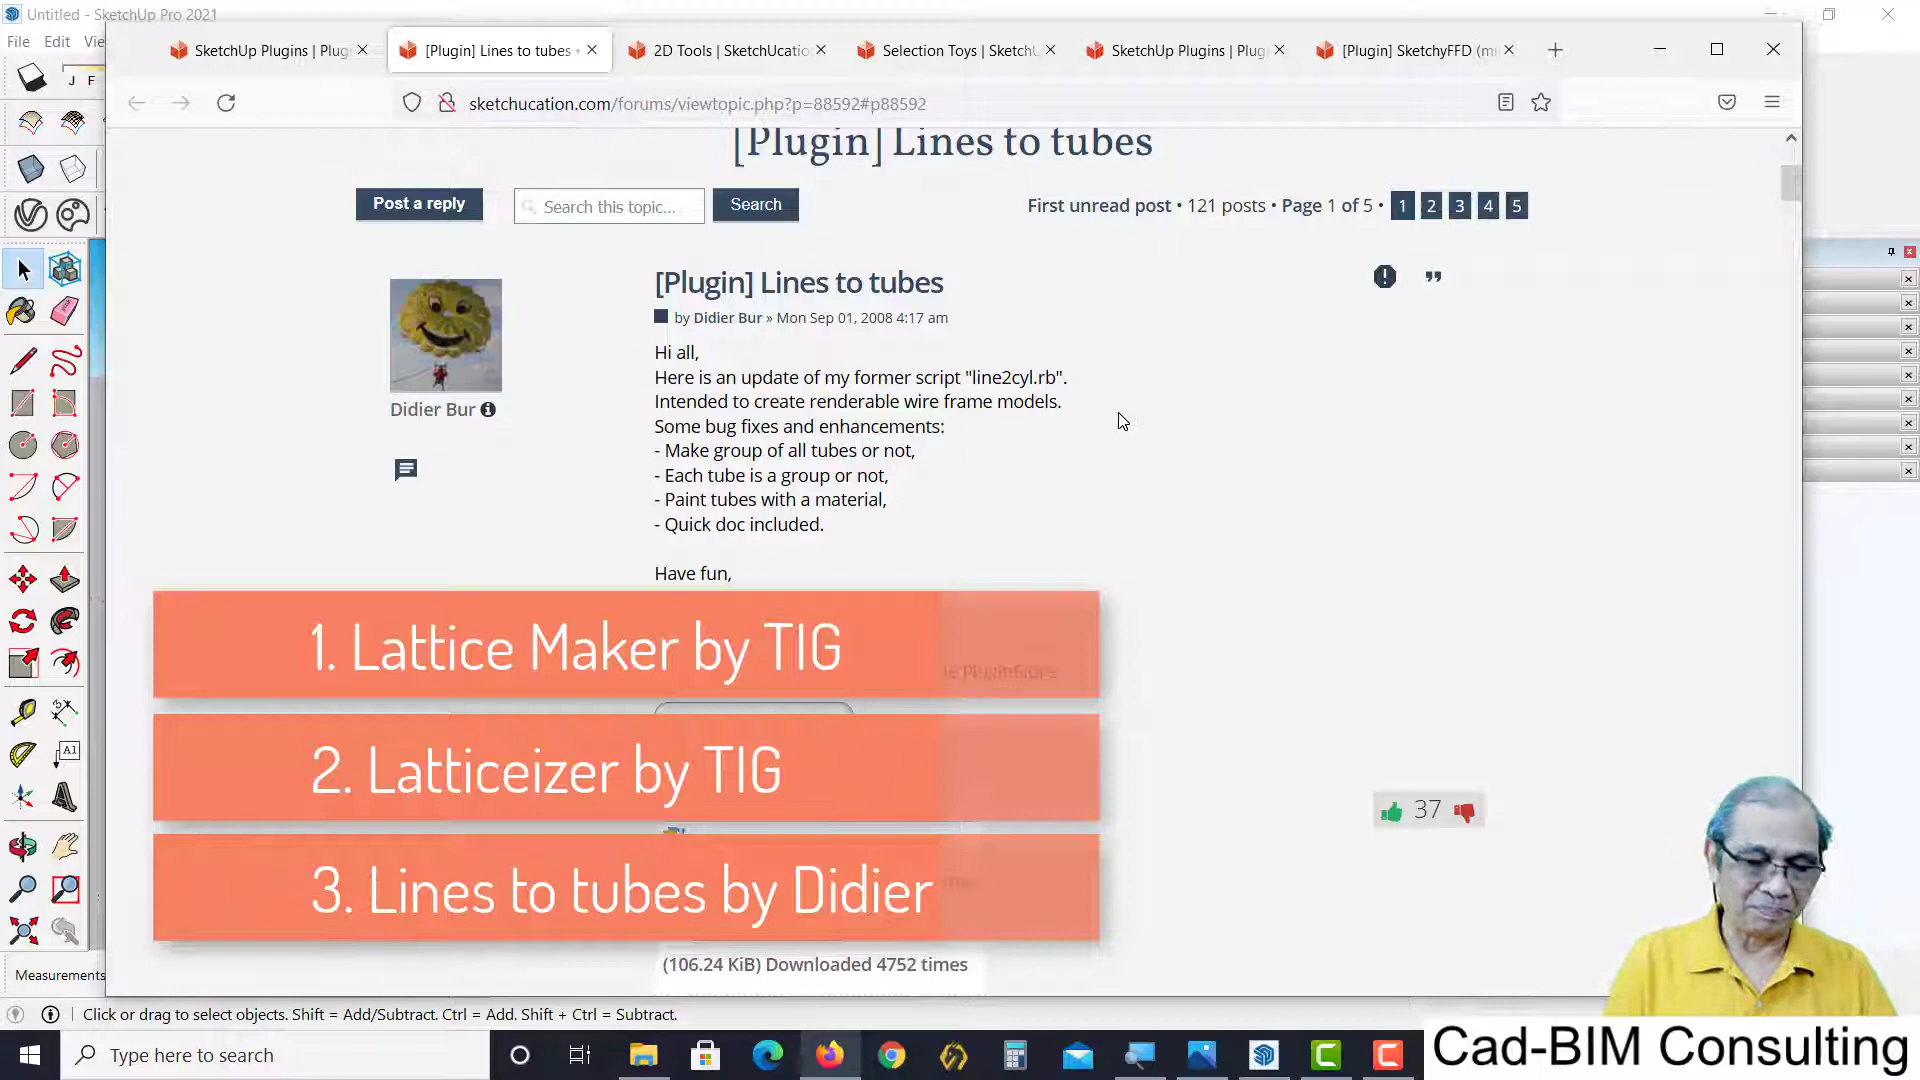 Untitled - SketchUp Pro 2021
File Edit Vie
SketchUp Plugins | Plug
[Plugin] Lines to tubes
2D Tools | SketchUcatio
Selection Toys | SketchU
SketchUp Plugins | Plug
[Plugin] SketchyFFD (m
sketchucation.com/forums/viewtopic.php?p=88592#p88592
J F
[Plugin] Lines to tubes
Post a reply
Search this topic...
Search
First unread post • 121 posts • Page 1 of 5 • 1 2 3 4 5
[Plugin] Lines to tubes
by Didier Bur » Mon Sep 01, 2008 4:17 am
Didier Bur
Hi all,
Here is an update of my former script "line2cyl.rb".
Intended to create renderable wire frame models.
Some bug fixes and enhancements:
- Make group of all tubes or not,
- Each tube is a group or not,
- Paint tubes with a material,
- Quick doc included.
Have fun,
1. Lattice Maker by TIG
he PluginStore
2. Latticeizer by TIG
3. Lines to tubes by Didier
37
(106.24 KiB) Downloaded 4752 times
A1
Measurements
Click or drag to select objects. Shift = Add/Subtract. Ctrl = Add. Shift + Ctrl = Subtract.
Type here to search
Cad-BIM Consulting